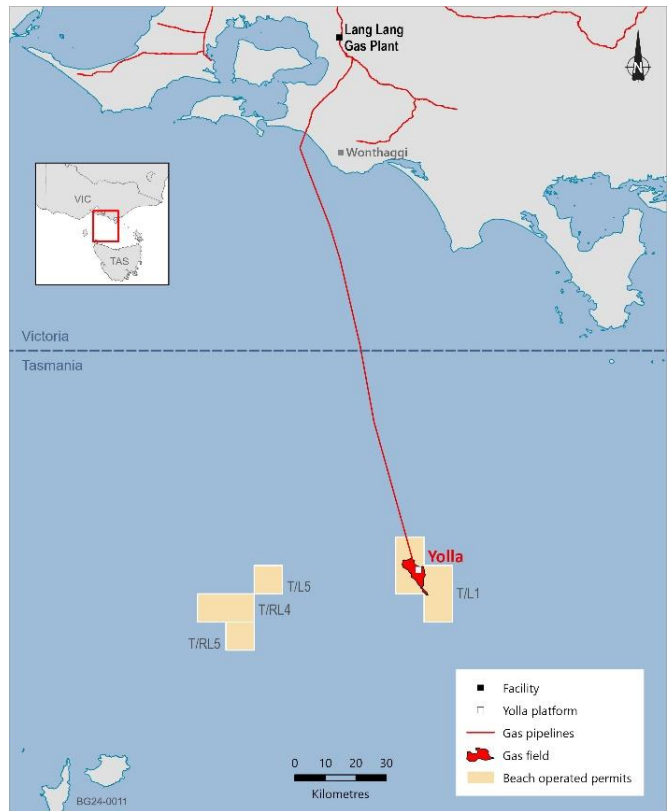 Lang Lang
Gas Plant
N
Wonthaggi
VIC
TAS
Victoria
Tasmania
Yolla
T/L5
T/L1
T/RL4
T/RL5
Facility
Yolla platform
Gas pipelines
Gas field
Beach operated permits
0 10 20 30
Kilometres
BG24-0011